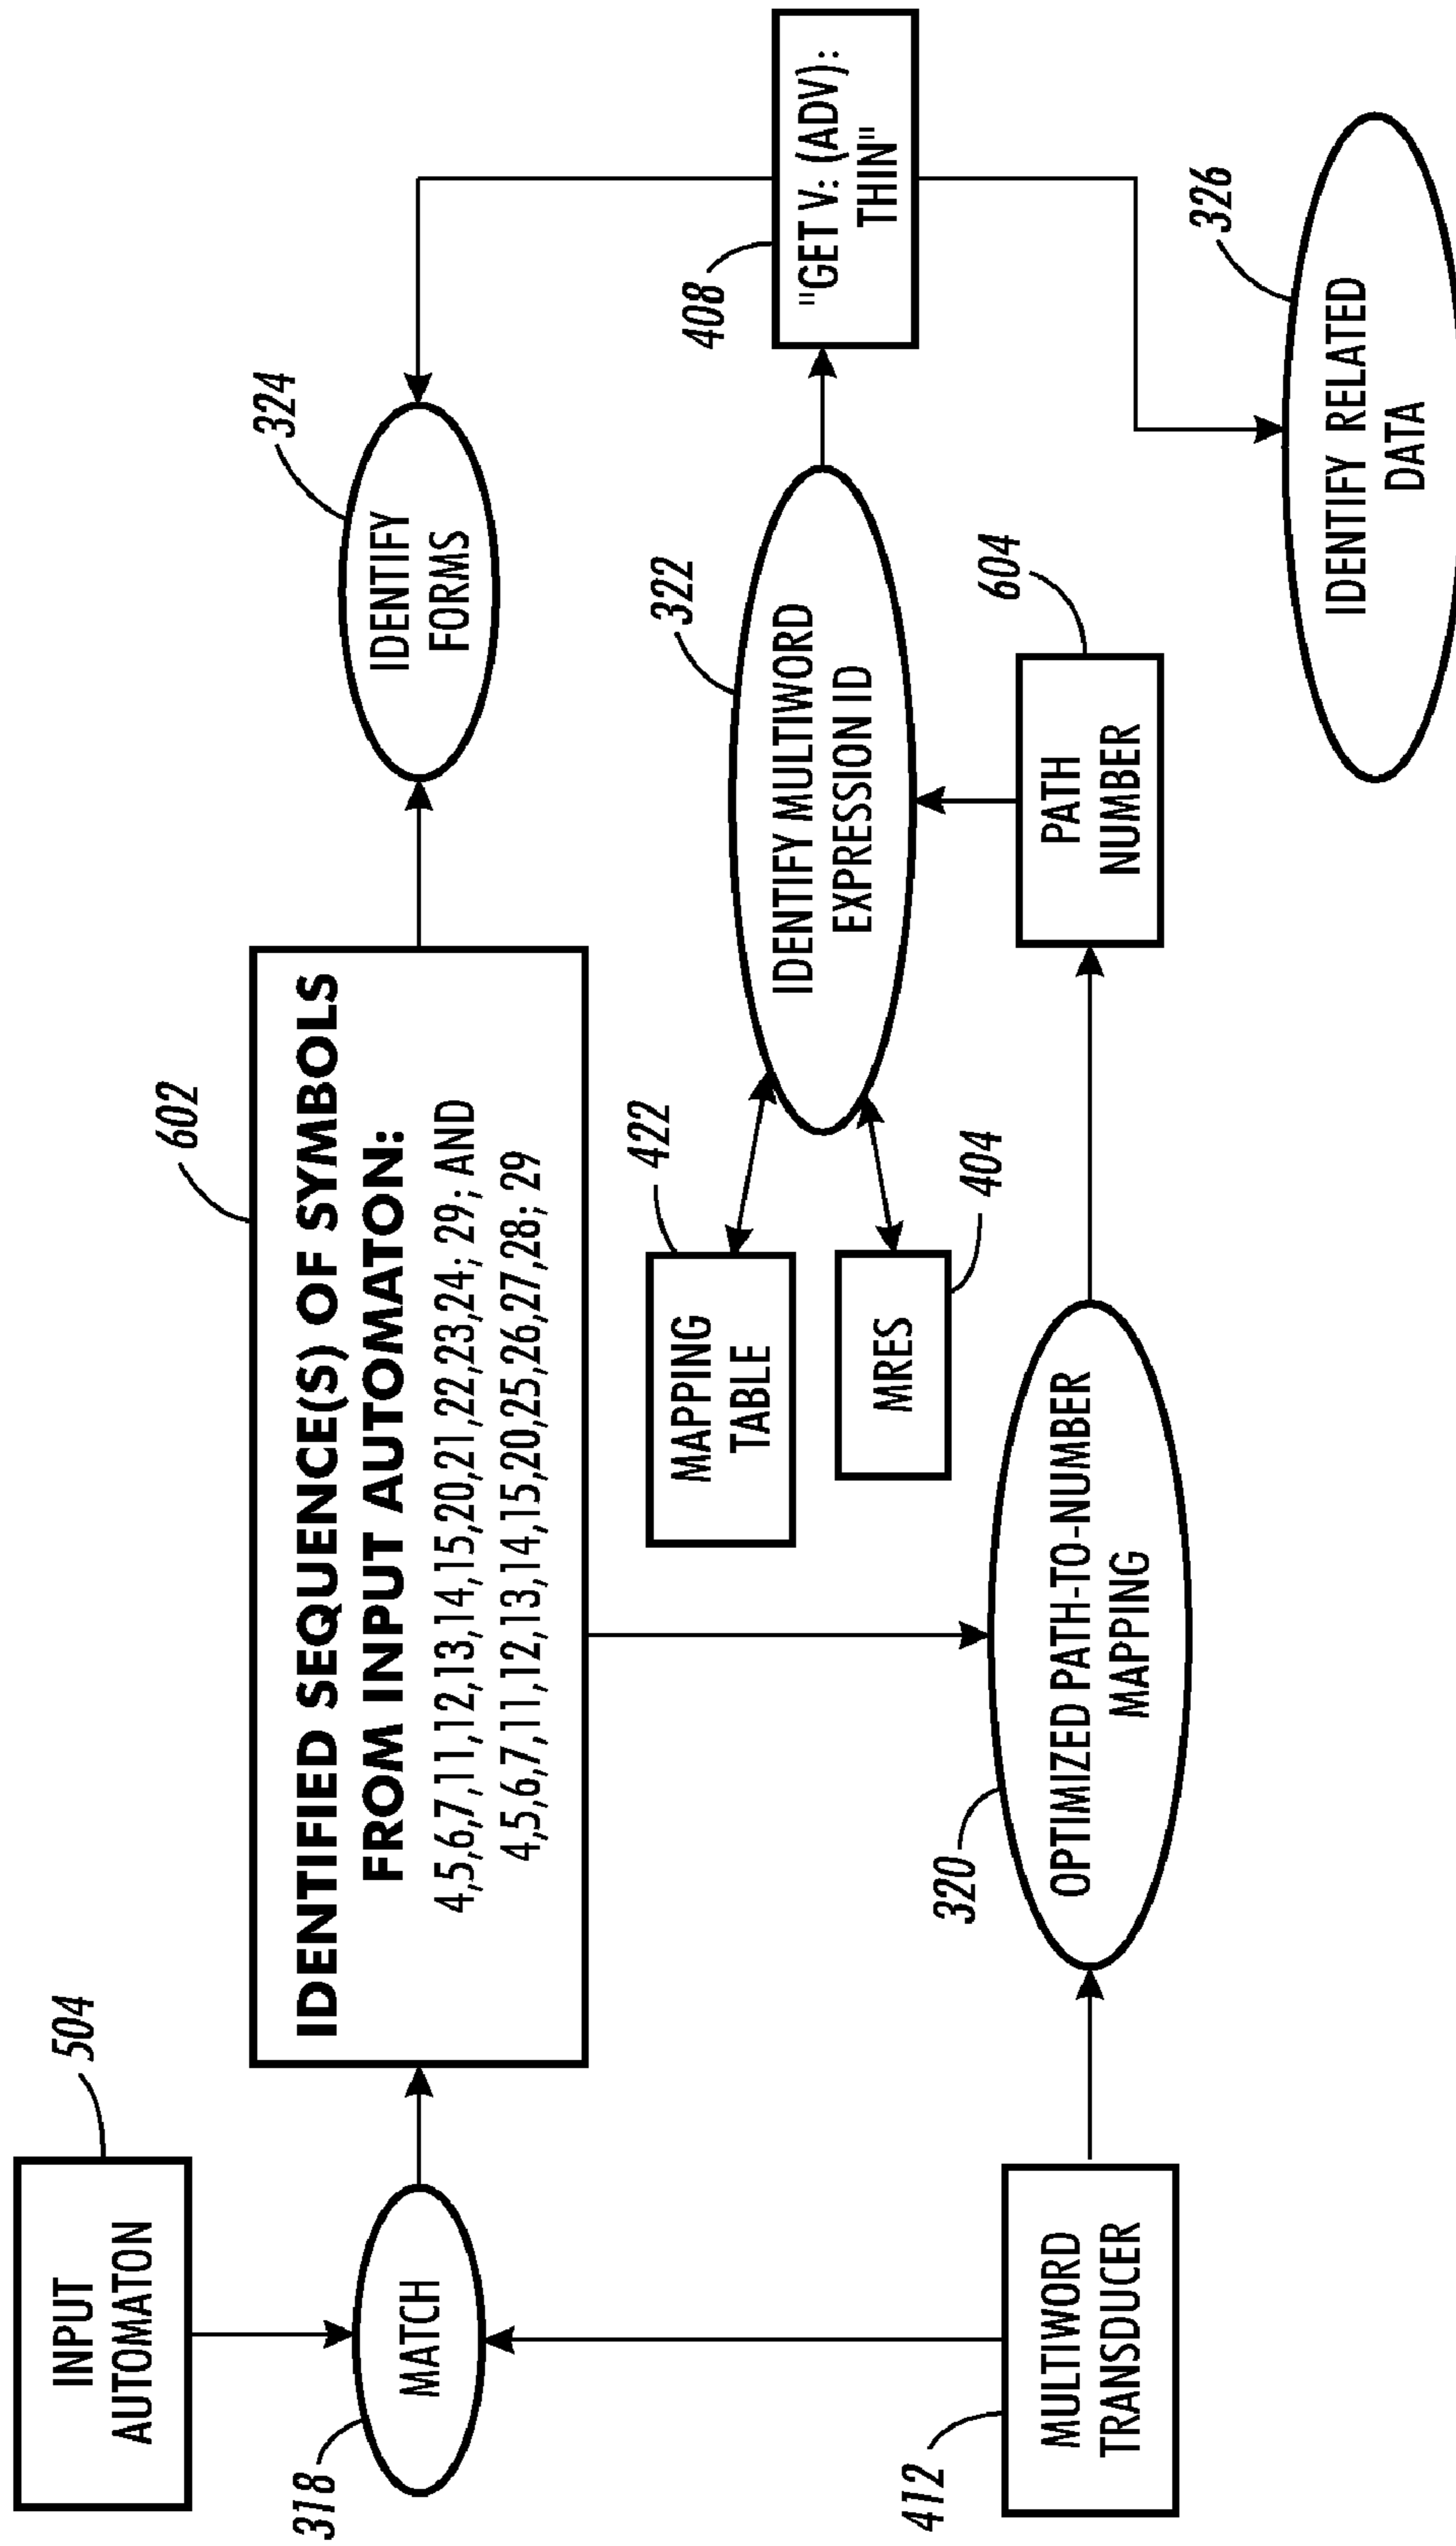 504
INPUT
AUTOMATON
318
MATCH
412
MULTIWORD
TRANSDUCER
602
IDENTIFIED SEQUENCE(S) OF SYMBOLS
FROM INPUT AUTOMATON:
4,5,6,7,11,12,13,14,15,20,21,22,23,24; 29; AND
4,5,6,7,11,12,13,14,15,20,25,26,27,28; 29
320
OPTIMIZED PATH-TO-NUMBER
MAPPING
422
MAPPING
TABLE
MRES
404
324
IDENTIFY
FORMS
322
IDENTIFY MULTIWORD
EXPRESSION ID
604
PATH
NUMBER
408
"GET V: (ADV):
THIN"
326
IDENTIFY RELATED
DATA